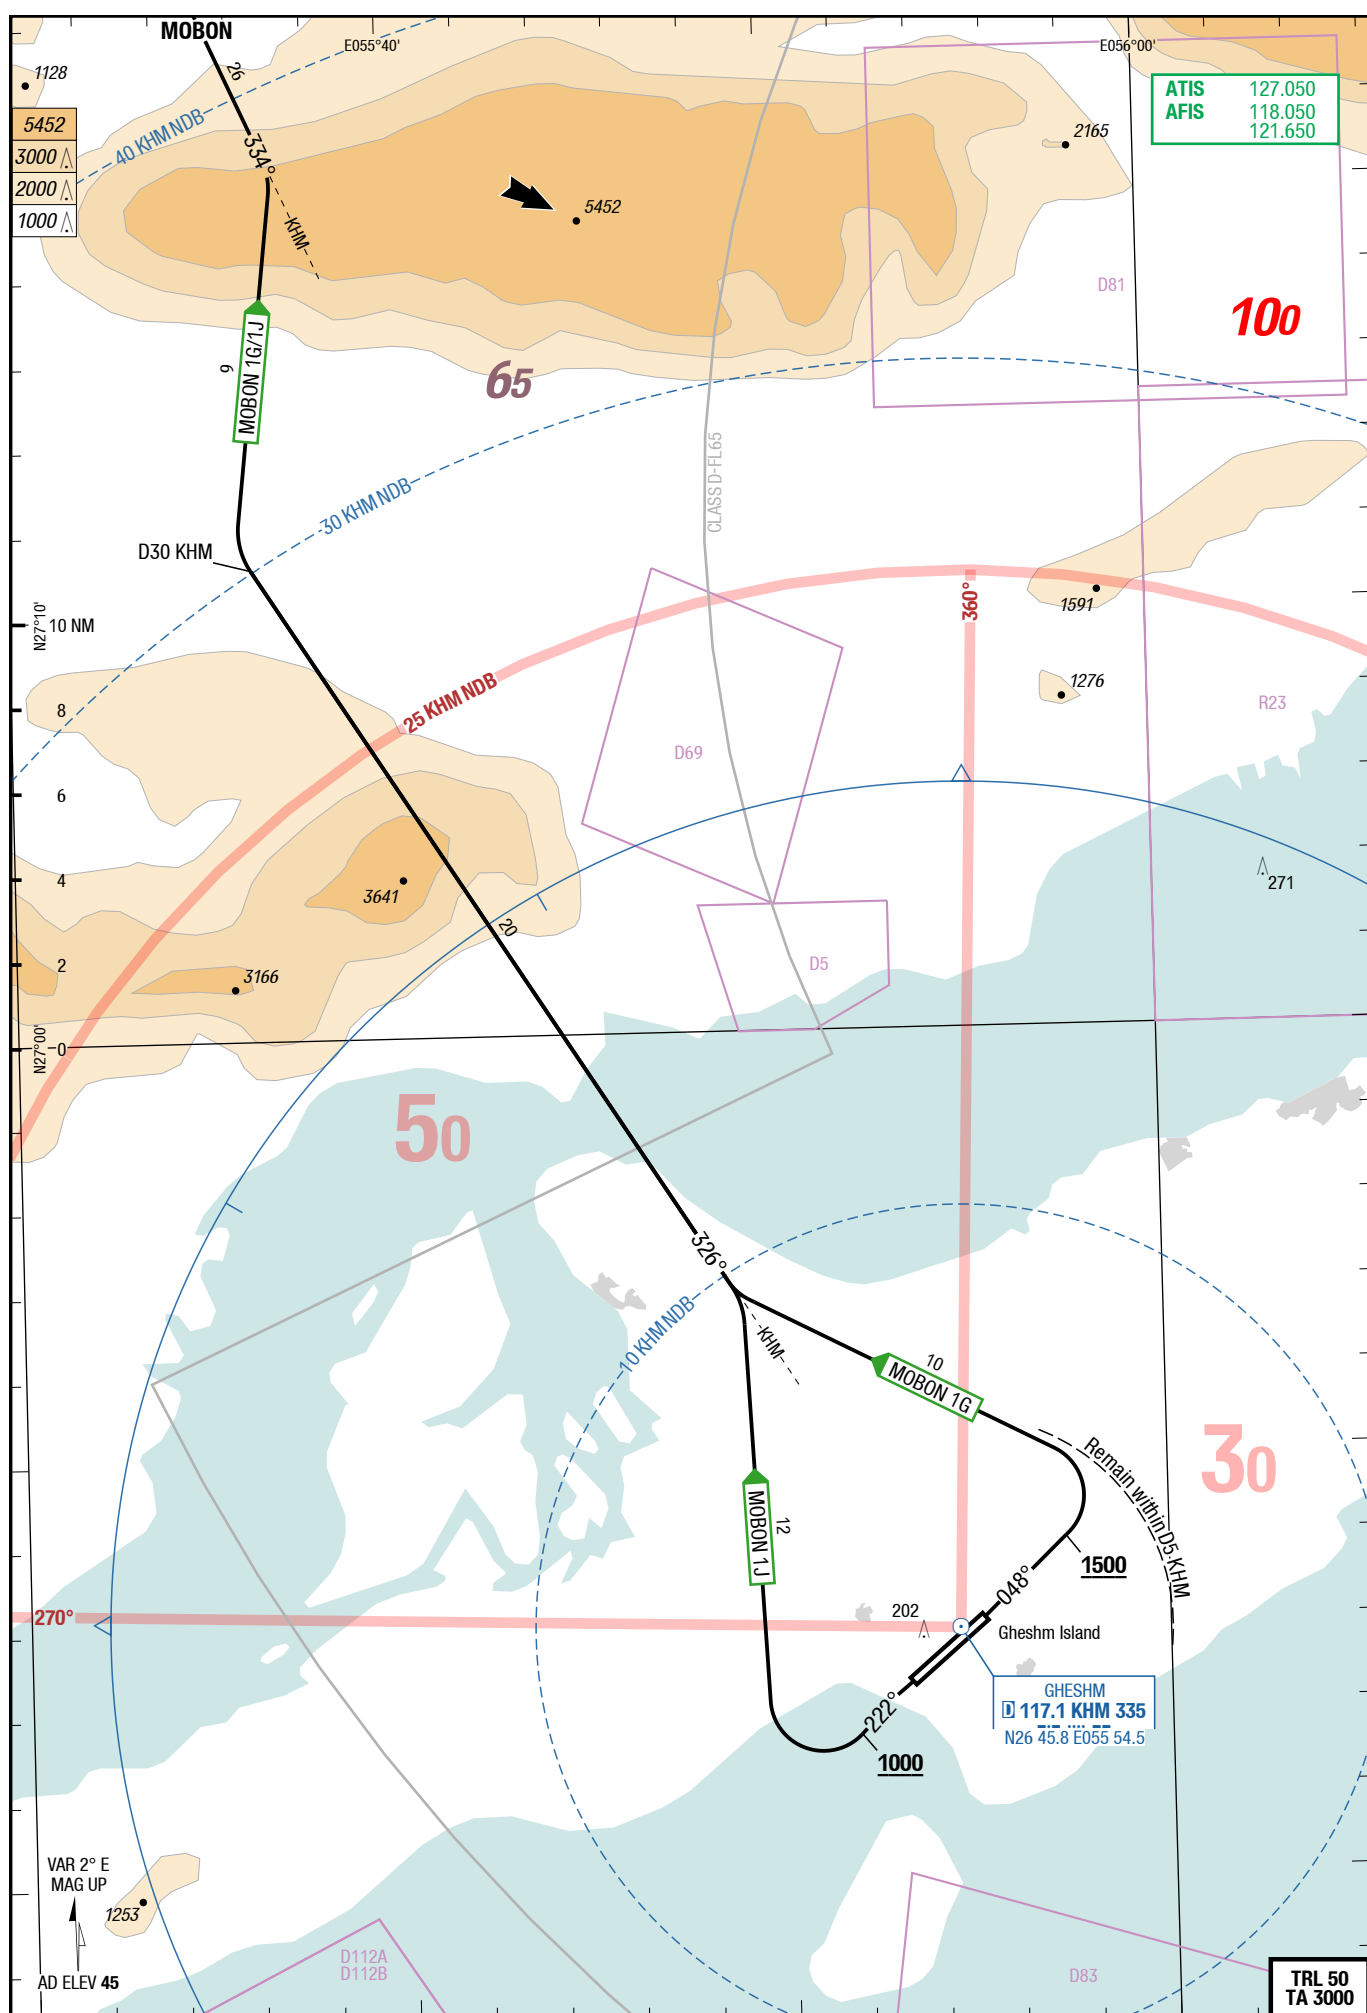 MOBON
E055°40'
E056°00'
26
1128
ATIS 127.050
AFIS 118.050
121.650
5452
3000
2000
1000
40 KHM NDB
334°
KHM
2165
5452
D81
100
MOBON 1G/1J
9
65
CLASS D-FL65
30 KHM NDB
D30 KHM
360°
1591
N27°10'
10 NM
1276
25 KHM NDB
R23
8
D69
6
4
271
3641
20
2
3166
D5
N27°00'
0
50
326°
10 KHM NDB
KHM
10
MOBON 1G
30
Remain within D5 KHM
MOBON 1J
12
1500
048°
270°
202
Gheshm Island
GHESHM
D 117.1 KHM 335
N26 45.8 E055 54.5
222°
1000
VAR 2° E
MAG UP
1253
AD ELEV 45
D112A
D112B
D83
TRL 50
TA 3000